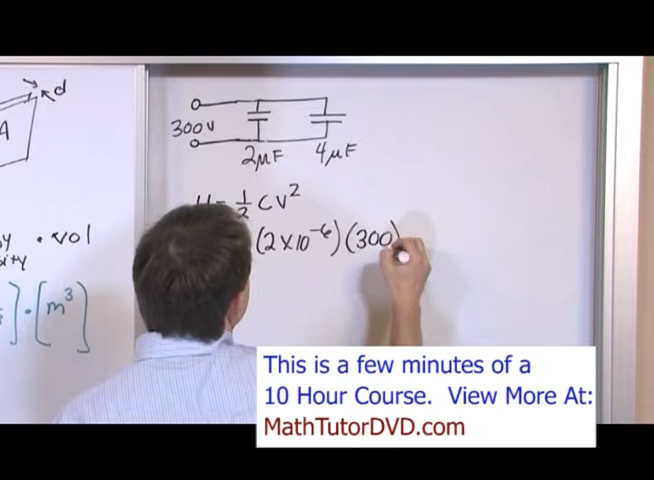 d
A
300 V
2μF 4μF
U = 1/2 CV²
(2×10⁻⁶)(300)
· vol
] · [m³]
This is a few minutes of a
10 Hour Course. View More At:
MathTutorDVD.com